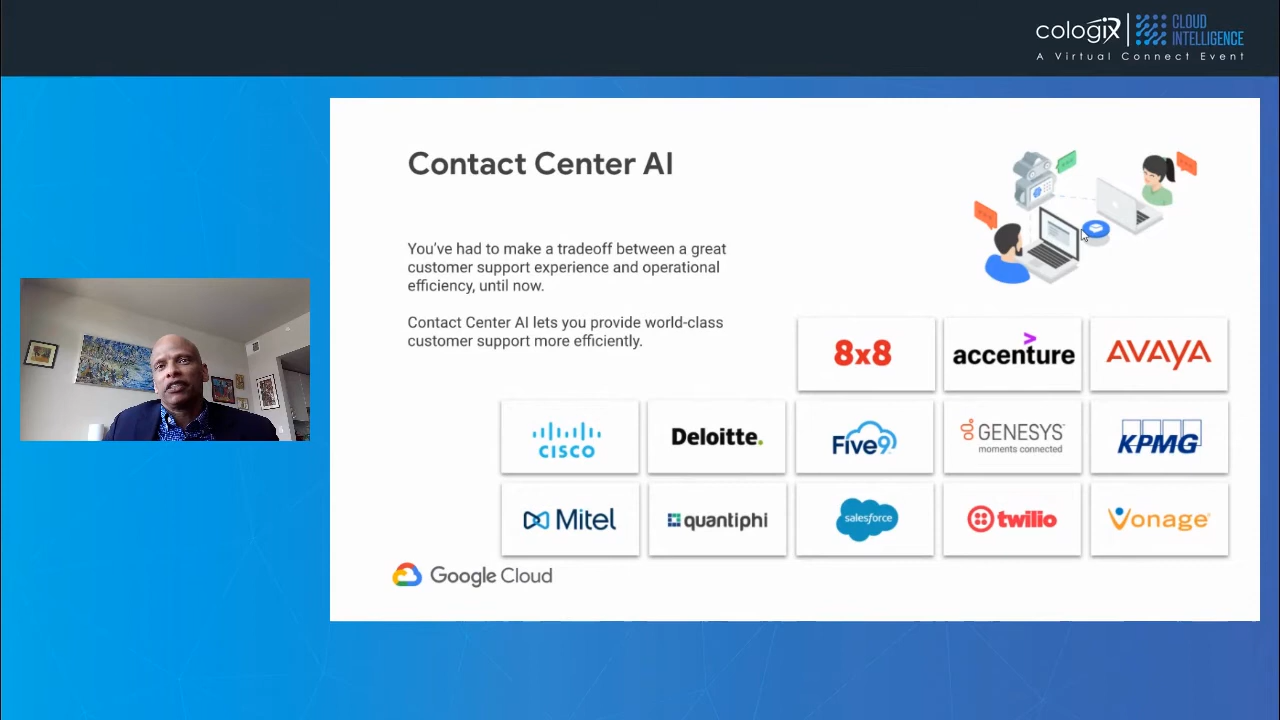 cologix
CLOUD
INTELLIGENCE
A Virtual Connect Event
Contact Center AI
You've had to make a tradeoff between a great
customer support experience and operational
efficiency, until now.
Contact Center AI lets you provide world-class
customer support more efficiently.
8x8
accenture
AVAYA
CISCO
Deloitte.
Five9
GENESYS
moments connected
KPMG
Mitel
quantiphi
salesforce
twilio
Vonage
Google Cloud